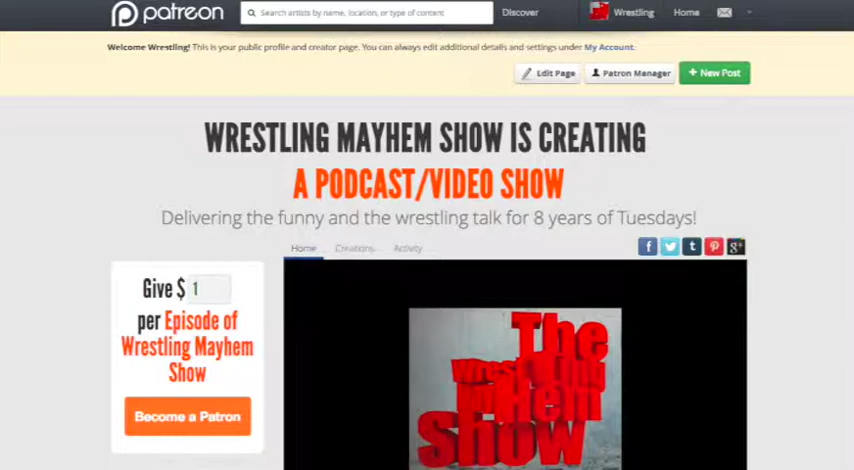 patreon
Search artists by name, location, or type of content
Discover
Wrestling
Home
Welcome Wrestling! This is your public profile and creator page. You can always edit additional details and settings under My Account.
Edit Page
Patron Manager
+ New Post
WRESTLING MAYHEM SHOW IS CREATING
A PODCAST/VIDEO SHOW
Delivering the funny and the wrestling talk for 8 years of Tuesdays!
Home
Creations
Activity
f
t
g+
Give $ 1
per Episode of
Wrestling Mayhem
Show
Become a Patron
The
Wrestling
Mayhem
Show